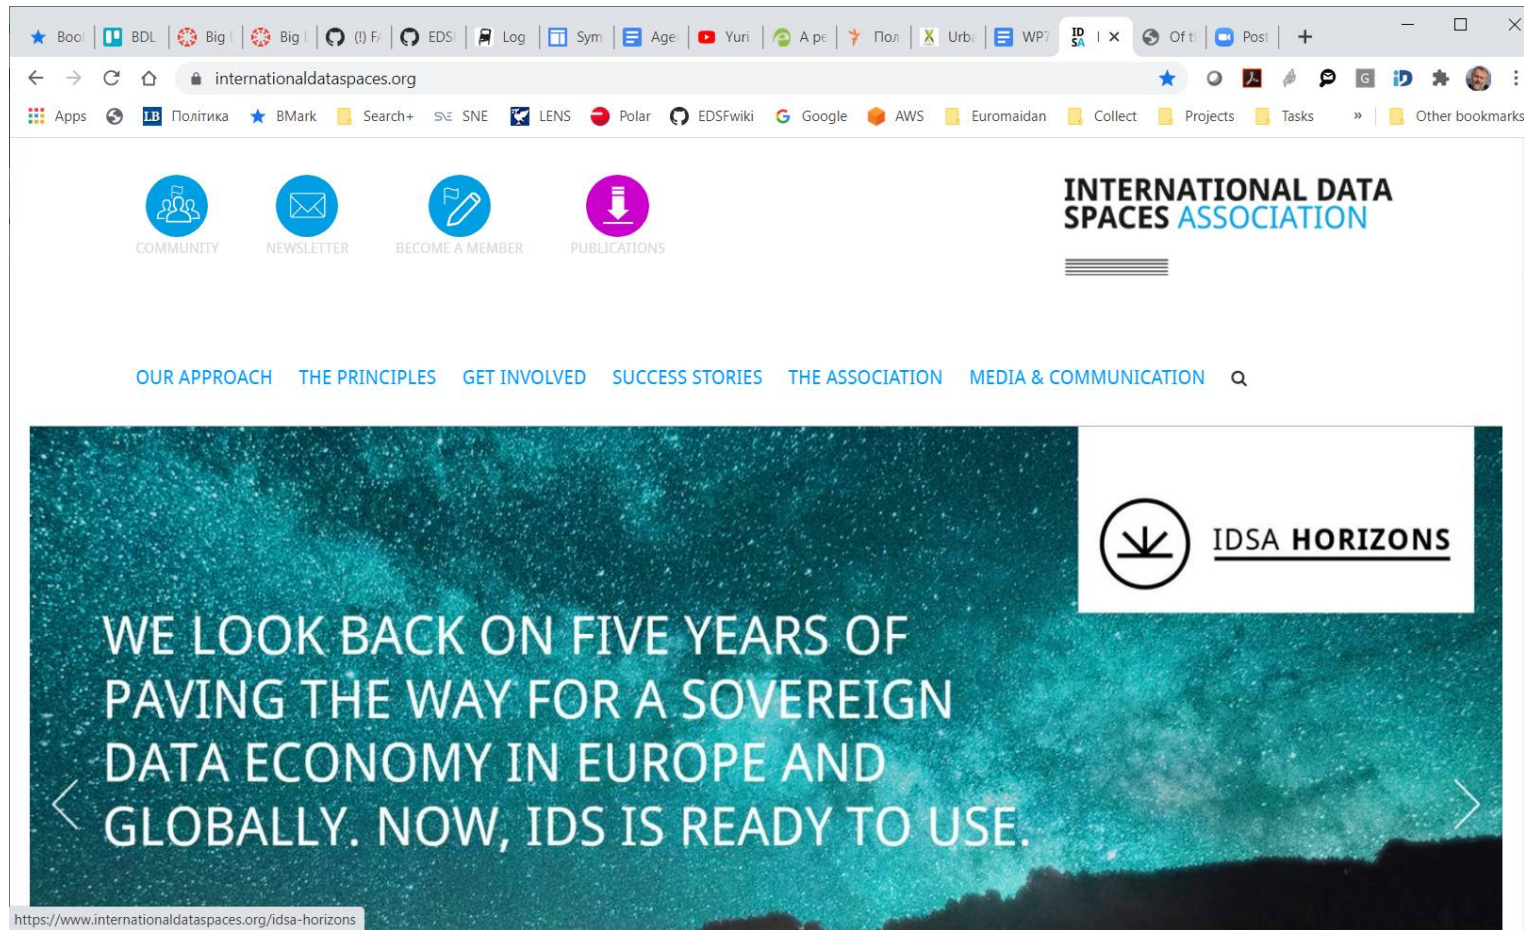 Boo BDL Big Big (!) F EDS Log Sym Age Yuri A pe Пол Urba WP7 I Of ti Post
internationaldataspaces.org
Apps Політика BMark Search+ SNE LENS Polar EDSFwiki Google AWS Euromaidan Collect Projects Tasks » Other bookmarks
COMMUNITY NEWSLETTER BECOME A MEMBER PUBLICATIONS
INTERNATIONAL DATA
SPACES ASSOCIATION
OUR APPROACH THE PRINCIPLES GET INVOLVED SUCCESS STORIES THE ASSOCIATION MEDIA & COMMUNICATION
IDSA HORIZONS
WE LOOK BACK ON FIVE YEARS OF
PAVING THE WAY FOR A SOVEREIGN
DATA ECONOMY IN EUROPE AND
GLOBALLY. NOW, IDS IS READY TO USE.
https://www.internationaldataspaces.org/idsa-horizons